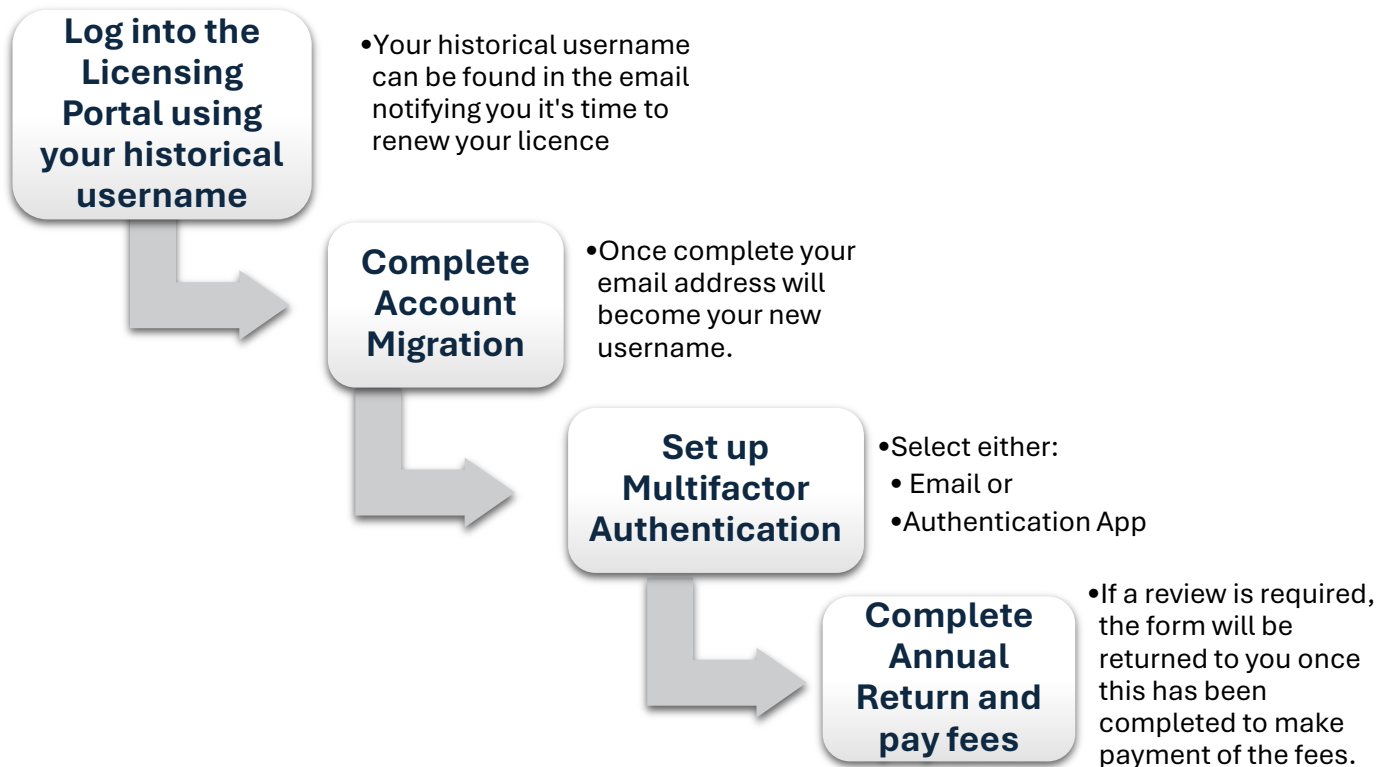 Log into the
Licensing
Portal using
your historical
username
•Your historical username
can be found in the email
notifying you it's time to
renew your licence
Complete
Account
Migration
•Once complete your
email address will
become your new
username.
Set up
Multifactor
Authentication
•Select either:
• Email or
•Authentication App
Complete
Annual
Return and
pay fees
•If a review is required,
the form will be
returned to you once
this has been
completed to make
payment of the fees.